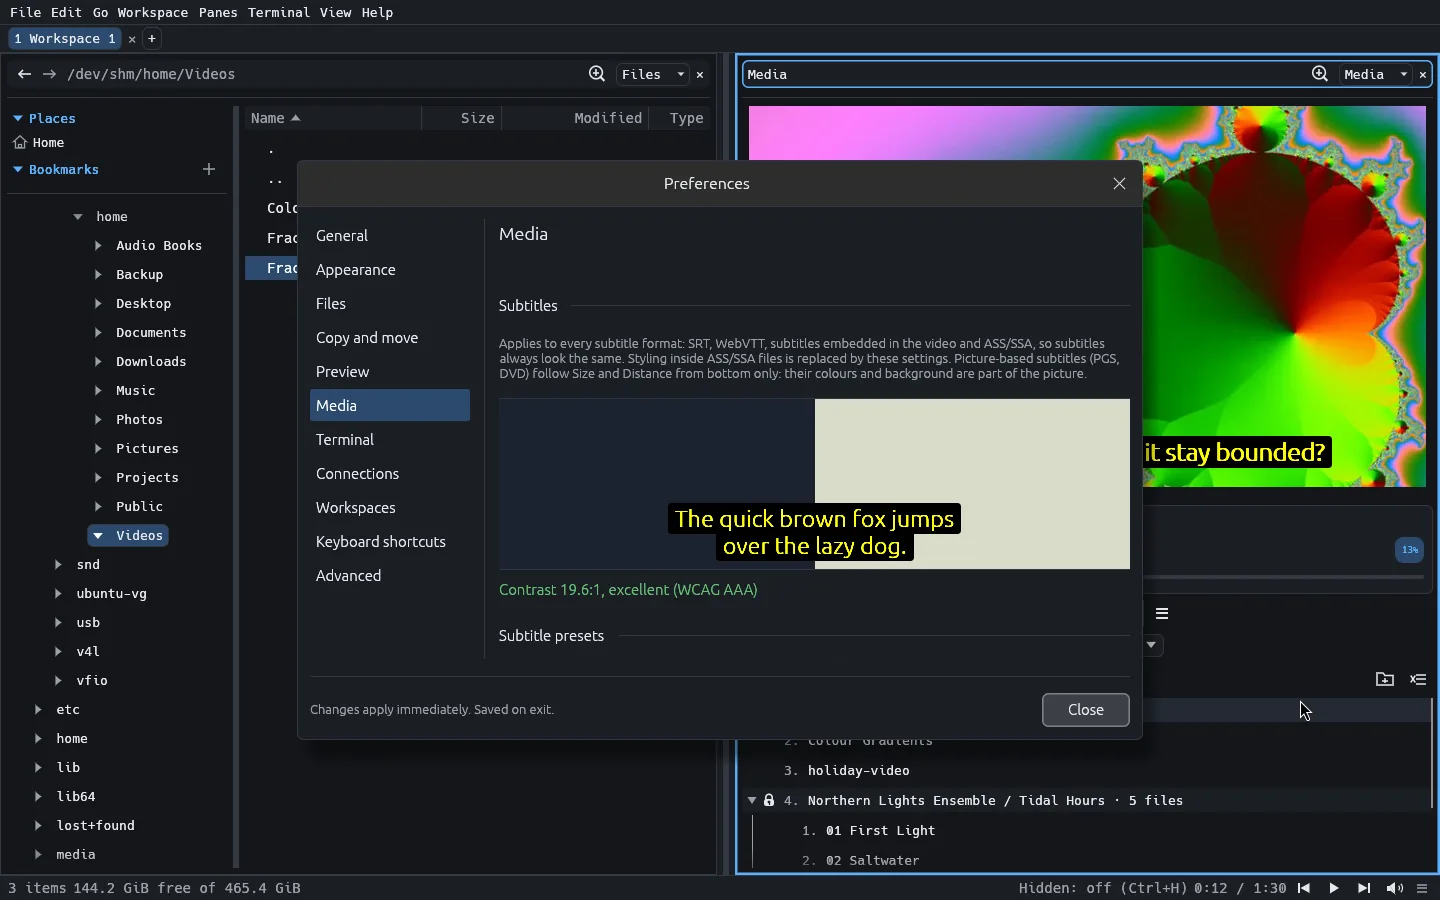 File Edit Go Workspace Panes Terminal View Help
1 Workspace 1 × +
/dev/shm/home/Videos
Files
Places
Home
Bookmarks
home
Audio Books
Backup
Desktop
Documents
Downloads
Music
Photos
Pictures
Projects
Public
Videos
snd
ubuntu-vg
usb
v4l
vfio
etc
home
lib
lib64
lost+found
media
Name Size Modified Type
.
..
Preferences
General
Appearance
Files
Copy and move
Preview
Media
Terminal
Connections
Workspaces
Keyboard shortcuts
Advanced
Media
Subtitles
Applies to every subtitle format: SRT, WebVTT, subtitles embedded in the video and ASS/SSA, so subtitles
always look the same. Styling inside ASS/SSA files is replaced by these settings. Picture-based subtitles (PGS,
DVD) follow Size and Distance from bottom only: their colours and background are part of the picture.
The quick brown fox jumps
over the lazy dog.
Contrast 19.6:1, excellent (WCAG AAA)
Subtitle presets
Changes apply immediately. Saved on exit.
Close
Media
Media
it stay bounded?
13%
2. Colour Gradients
3. holiday-video
4. Northern Lights Ensemble / Tidal Hours · 5 files
1. 01 First Light
2. 02 Saltwater
3 items 144.2 GiB free of 465.4 GiB
Hidden: off (Ctrl+H) 0:12 / 1:30